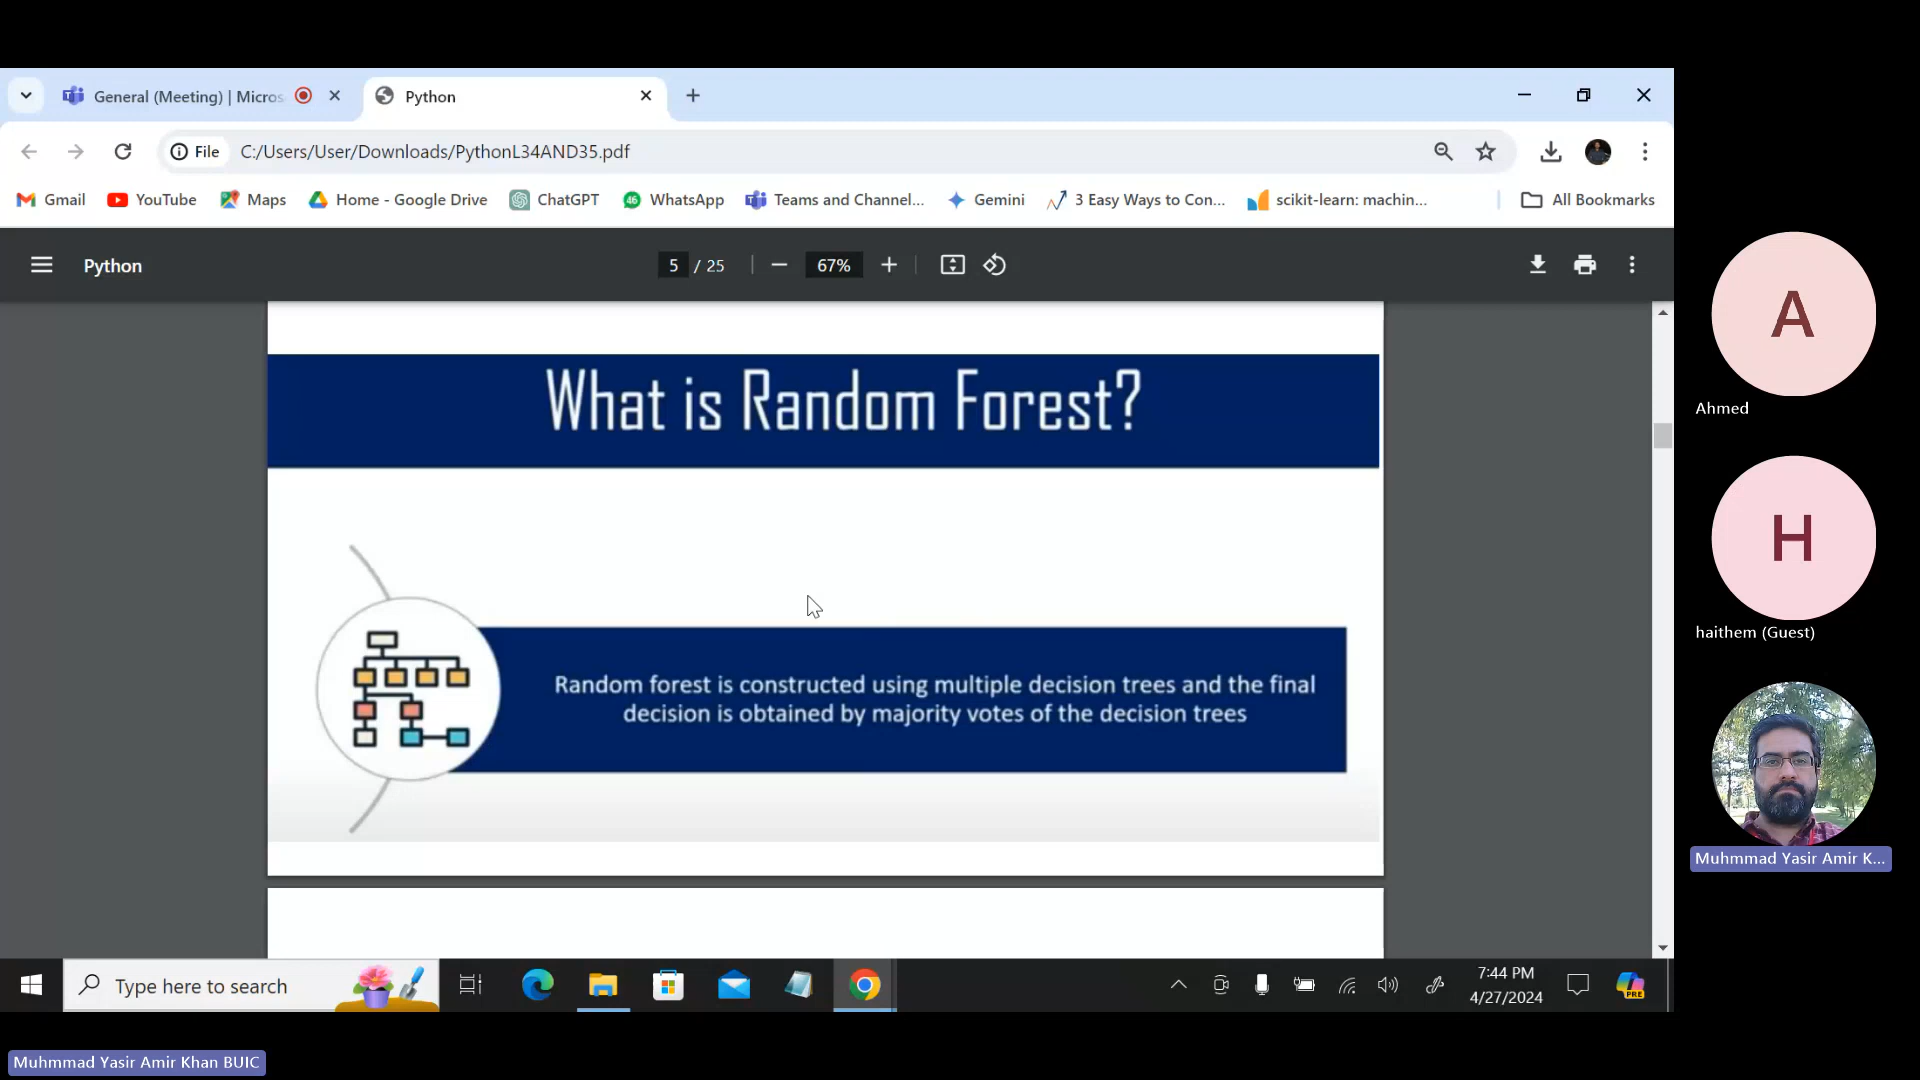 General (Meeting) | Micros
Python
File
C:/Users/User/Downloads/PythonL34AND35.pdf
Gmail
YouTube
Maps
Home - Google Drive
ChatGPT
46
WhatsApp
Teams and Channel...
Gemini
3 Easy Ways to Con...
scikit-learn: machin...
All Bookmarks
Python
5 / 25
67%
What is Random Forest?
Random forest is constructed using multiple decision trees and the final
decision is obtained by majority votes of the decision trees
A
Ahmed
H
haithem (Guest)
Muhmmad Yasir Amir K...
Type here to search
7:44 PM
4/27/2024
PRE
Muhmmad Yasir Amir Khan BUIC